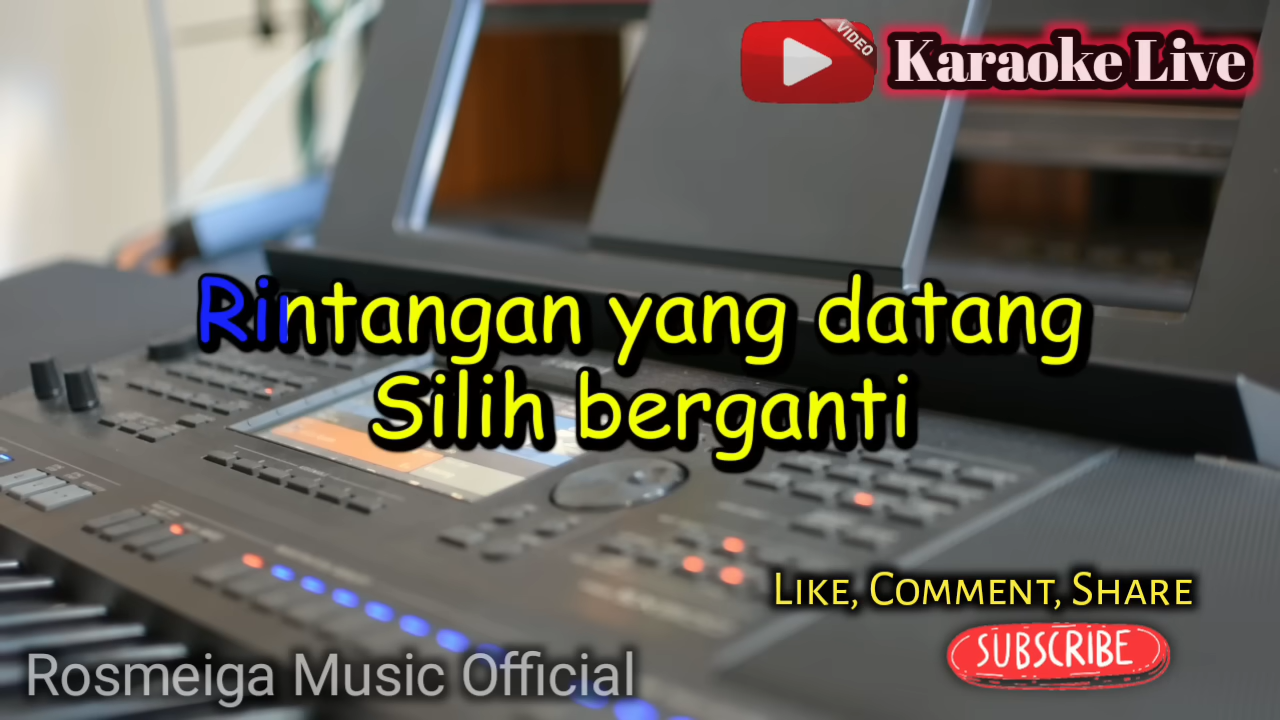 VIDEO
Karaoke Live
Rintangan yang datang
Silih berganti
Like, Comment, Share
SUBSCRIBE
Rosmeiga Music Official